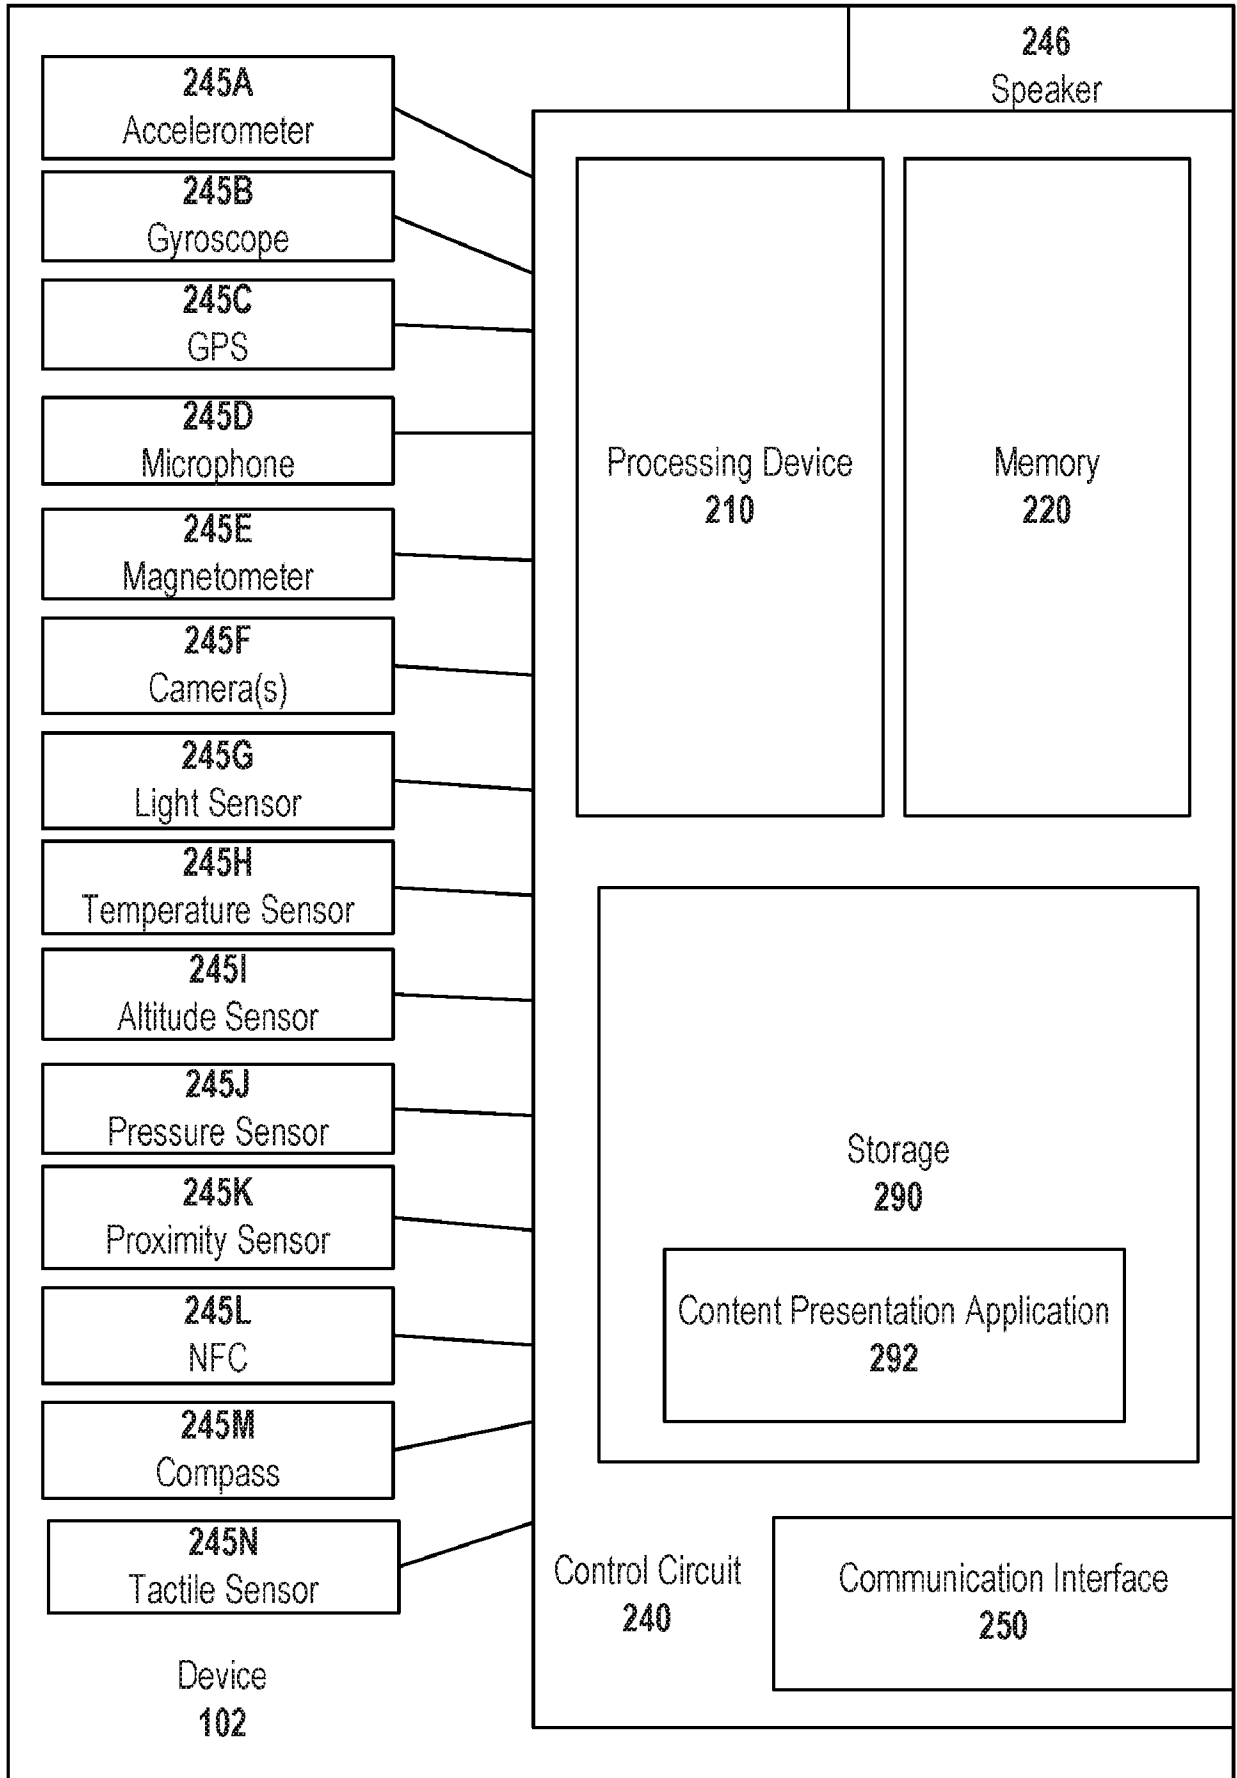 246
Speaker
245A
Accelerometer
245B
Gyroscope
245C
GPS
245D
Microphone
245E
Magnetometer
245F
Camera(s)
245G
Light Sensor
245H
Temperature Sensor
245I
Altitude Sensor
245J
Pressure Sensor
245K
Proximity Sensor
245L
NFC
245M
Compass
245N
Tactile Sensor
Device
102
Processing Device
210
Memory
220
Storage
290
Content Presentation Application
292
Control Circuit
240
Communication Interface
250